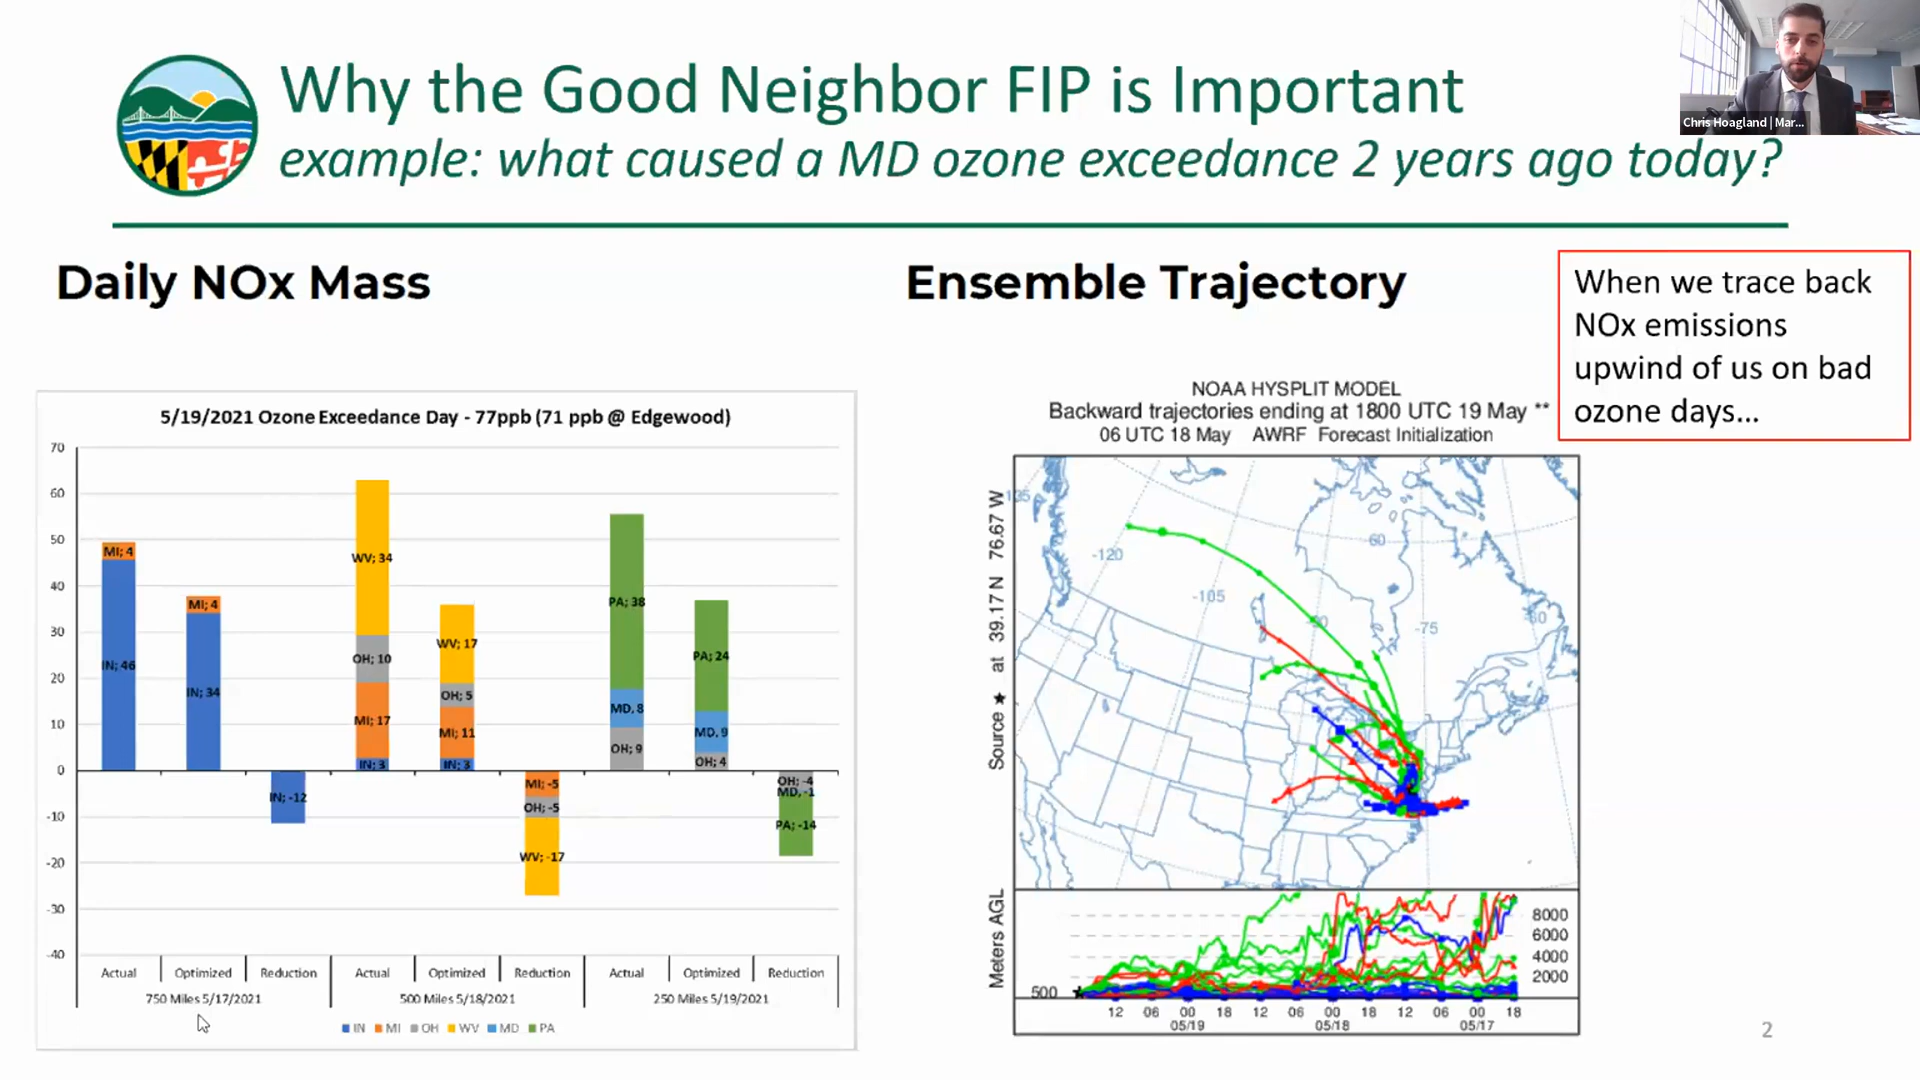 Why the Good Neighbor FIP is Important
example: what caused a MD ozone exceedance 2 years ago today?
Chris Hoagland | Mar...
Daily NOx Mass
Ensemble Trajectory
When we trace back
NOx emissions
upwind of us on bad
ozone days...
5/19/2021 Ozone Exceedance Day - 77ppb (71 ppb @ Edgewood)
70
60
50
40
30
20
10
0
-10
-20
-30
-40
MI; 4
IN; 46
MI; 4
IN; 34
IN; -12
WV; 34
OH; 10
MI; 17
IN; 3
WV; 17
OH; 5
MI; 11
IN; 3
MI; -5
OH; -5
WV; -17
PA; 38
MD, 8
OH; 9
PA; 24
MD, 9
OH; 4
OH; -4
MD, -1
PA; -14
Actual Optimized Reduction Actual Optimized Reduction Actual Optimized Reduction
750 Miles 5/17/2021 500 Miles 5/18/2021 250 Miles 5/19/2021
IN MI OH WV MD PA
NOAA HYSPLIT MODEL
Backward trajectories ending at 1800 UTC 19 May **
06 UTC 18 May AWRF Forecast Initialization
Source ★ at 39.17 N 76.67 W
-120
-105
-75
60
Meters AGL
500
8000
6000
4000
2000
12 06 00 18 12 06 00 18 12 06 00 18
05/19 05/18 05/17
2